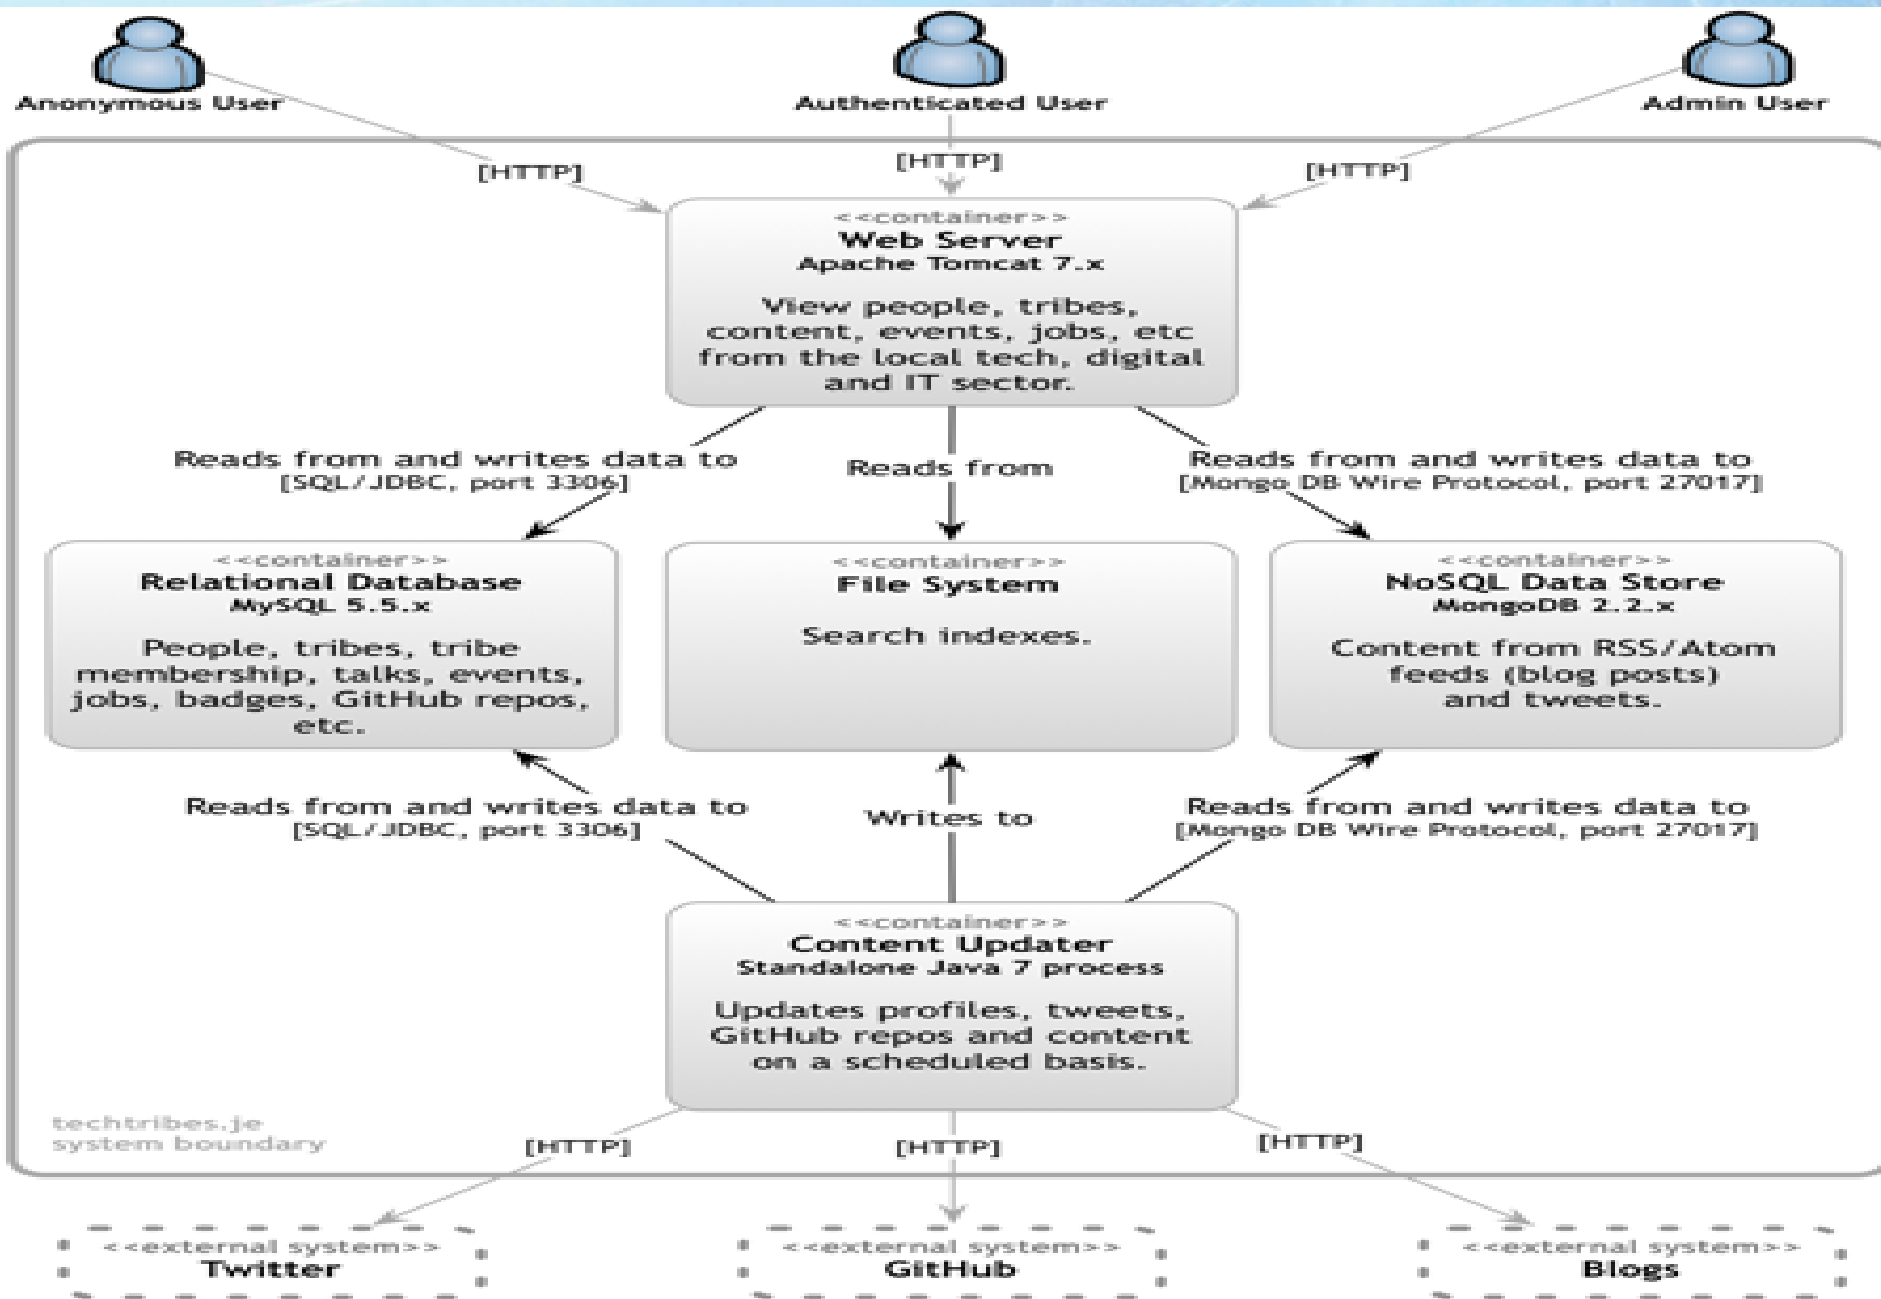 Anonymous User
Authenticated User
Admin User
[HTTP]
[HTTP]
[HTTP]
<<container>>
Web Server
Apache Tomcat 7.x
View people, tribes,
content, events, jobs, etc
from the local tech, digital
and IT sector.
Reads from and writes data to
[SQL/JDBC, port 3306]
Reads from
Reads from and writes data to
[Mongo DB Wire Protocol, port 27017]
<<container>>
Relational Database
MySQL 5.5.x
People, tribes, tribe
membership, talks, events,
jobs, badges, GitHub repos,
etc.
<<container>>
File System
Search indexes.
<<container>>
NoSQL Data Store
MongoDB 2.2.x
Content from RSS/Atom
feeds (blog posts)
and tweets.
Reads from and writes data to
[SQL/JDBC, port 3306]
Writes to
Reads from and writes data to
[Mongo DB Wire Protocol, port 27017]
<<container>>
Content Updater
Standalone Java 7 process
Updates profiles, tweets,
GitHub repos and content
on a scheduled basis.
techtribes.je
system boundary
[HTTP]
[HTTP]
[HTTP]
<<external system>>
Twitter
<<external system>>
GitHub
<<external system>>
Blogs